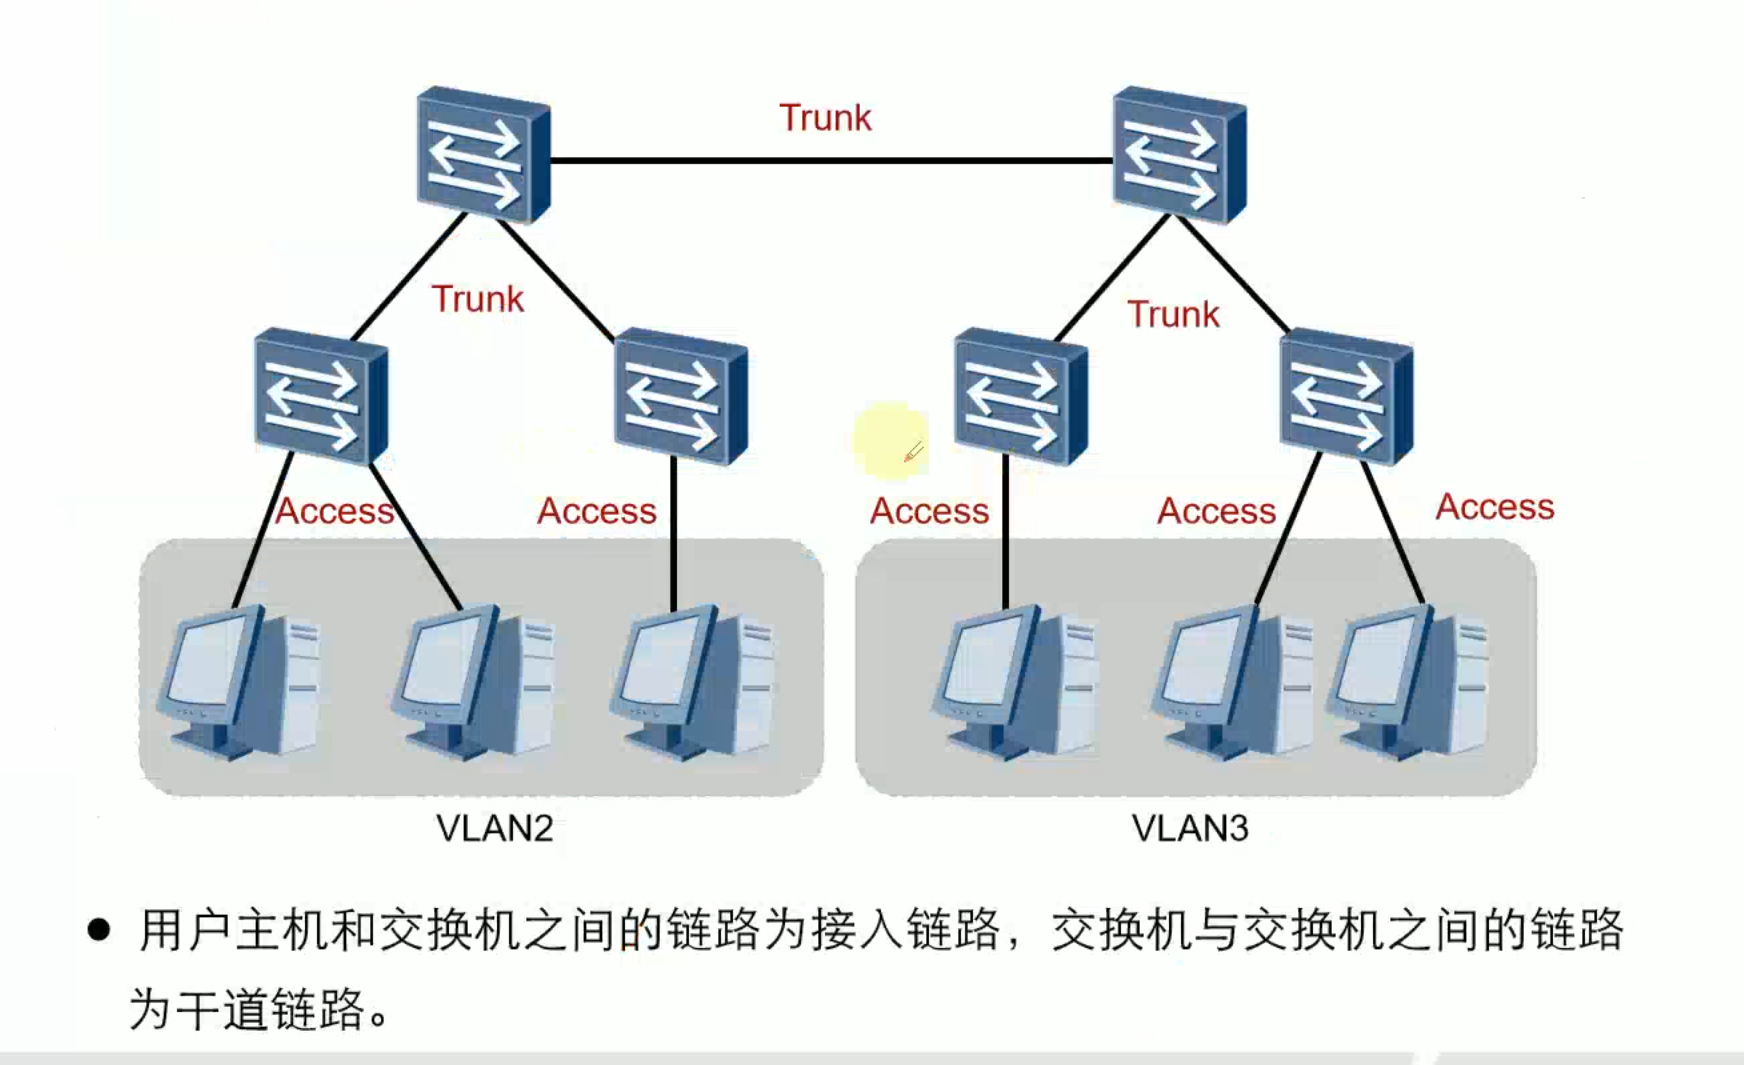 Trunk
Trunk
Trunk
Access
Access
Access
Access
Access
VLAN2
VLAN3
● 用户主机和交换机之间的链路为接入链路，交换机与交换机之间的链路
为干道链路。